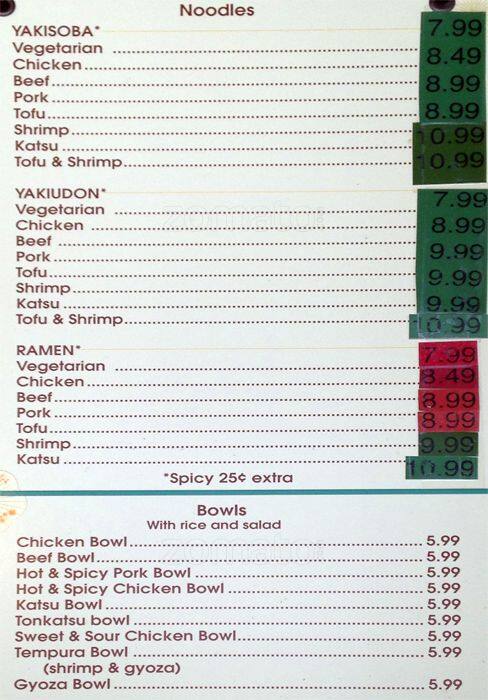 Noodles
YAKISOBA* 7.99
Vegetarian
Chicken 8.49
Beef 8.99
Pork
Tofu 8.99
Shrimp 10.99
Katsu
Tofu & Shrimp 10.99
YAKIUDON*
Vegetarian 7.99
Chicken 8.99
Beef 9.99
Pork
Tofu 9.99
Shrimp
Katsu 9.99
Tofu & Shrimp 10.99
RAMEN* 7.99
Vegetarian
Chicken 8.49
Beef 8.99
Pork 8.99
Tofu
Shrimp 9.99
Katsu 10.99
*Spicy 25¢ extra
Bowls
With rice and salad
Chicken Bowl 5.99
Beef Bowl 5.99
Hot & Spicy Pork Bowl 5.99
Hot & Spicy Chicken Bowl 5.99
Katsu Bowl 5.99
Tonkatsu bowl 5.99
Sweet & Sour Chicken Bowl 5.99
Tempura Bowl 5.99
(shrimp & gyoza)
Gyoza Bowl 5.99